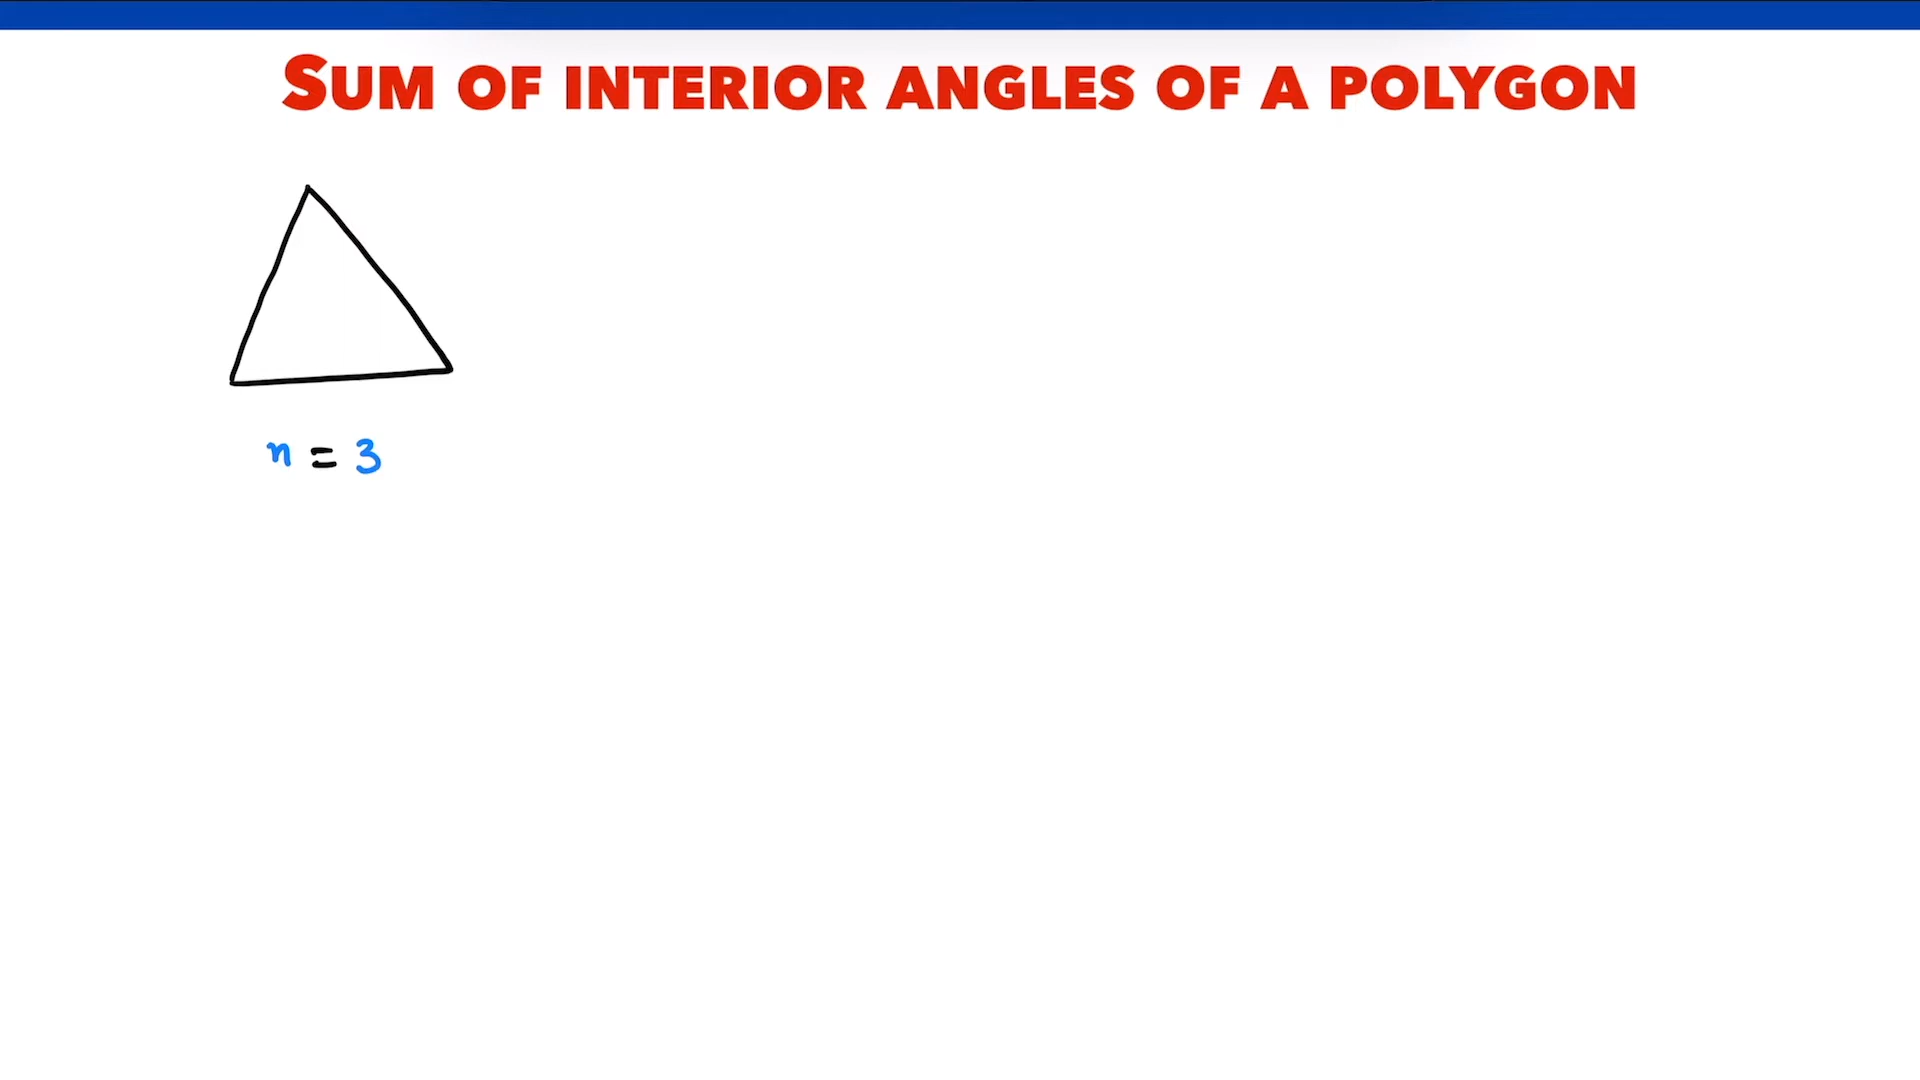 SUM OF INTERIOR ANGLES OF A POLYGON
n = 3